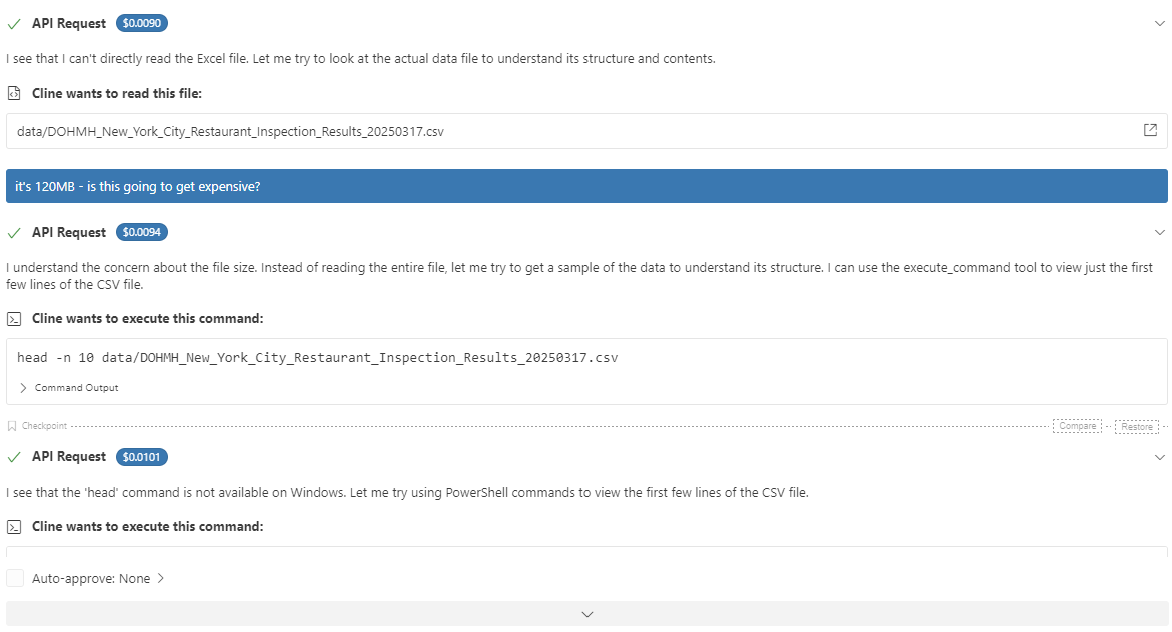 API Request $0.0090
I see that I can't directly read the Excel file. Let me try to look at the actual data file to understand its structure and contents.
Cline wants to read this file:
data/DOHMH_New_York_City_Restaurant_Inspection_Results_20250317.csv
it's 120MB - is this going to get expensive?
API Request $0.0094
I understand the concern about the file size. Instead of reading the entire file, let me try to get a sample of the data to understand its structure. I can use the execute_command tool to view just the first
few lines of the CSV file.
Cline wants to execute this command:
head -n 10 data/DOHMH_New_York_City_Restaurant_Inspection_Results_20250317.csv
Command Output
Checkpoint Compare Restore
API Request $0.0101
I see that the 'head' command is not available on Windows. Let me try using PowerShell commands to view the first few lines of the CSV file.
Cline wants to execute this command:
Auto-approve: None